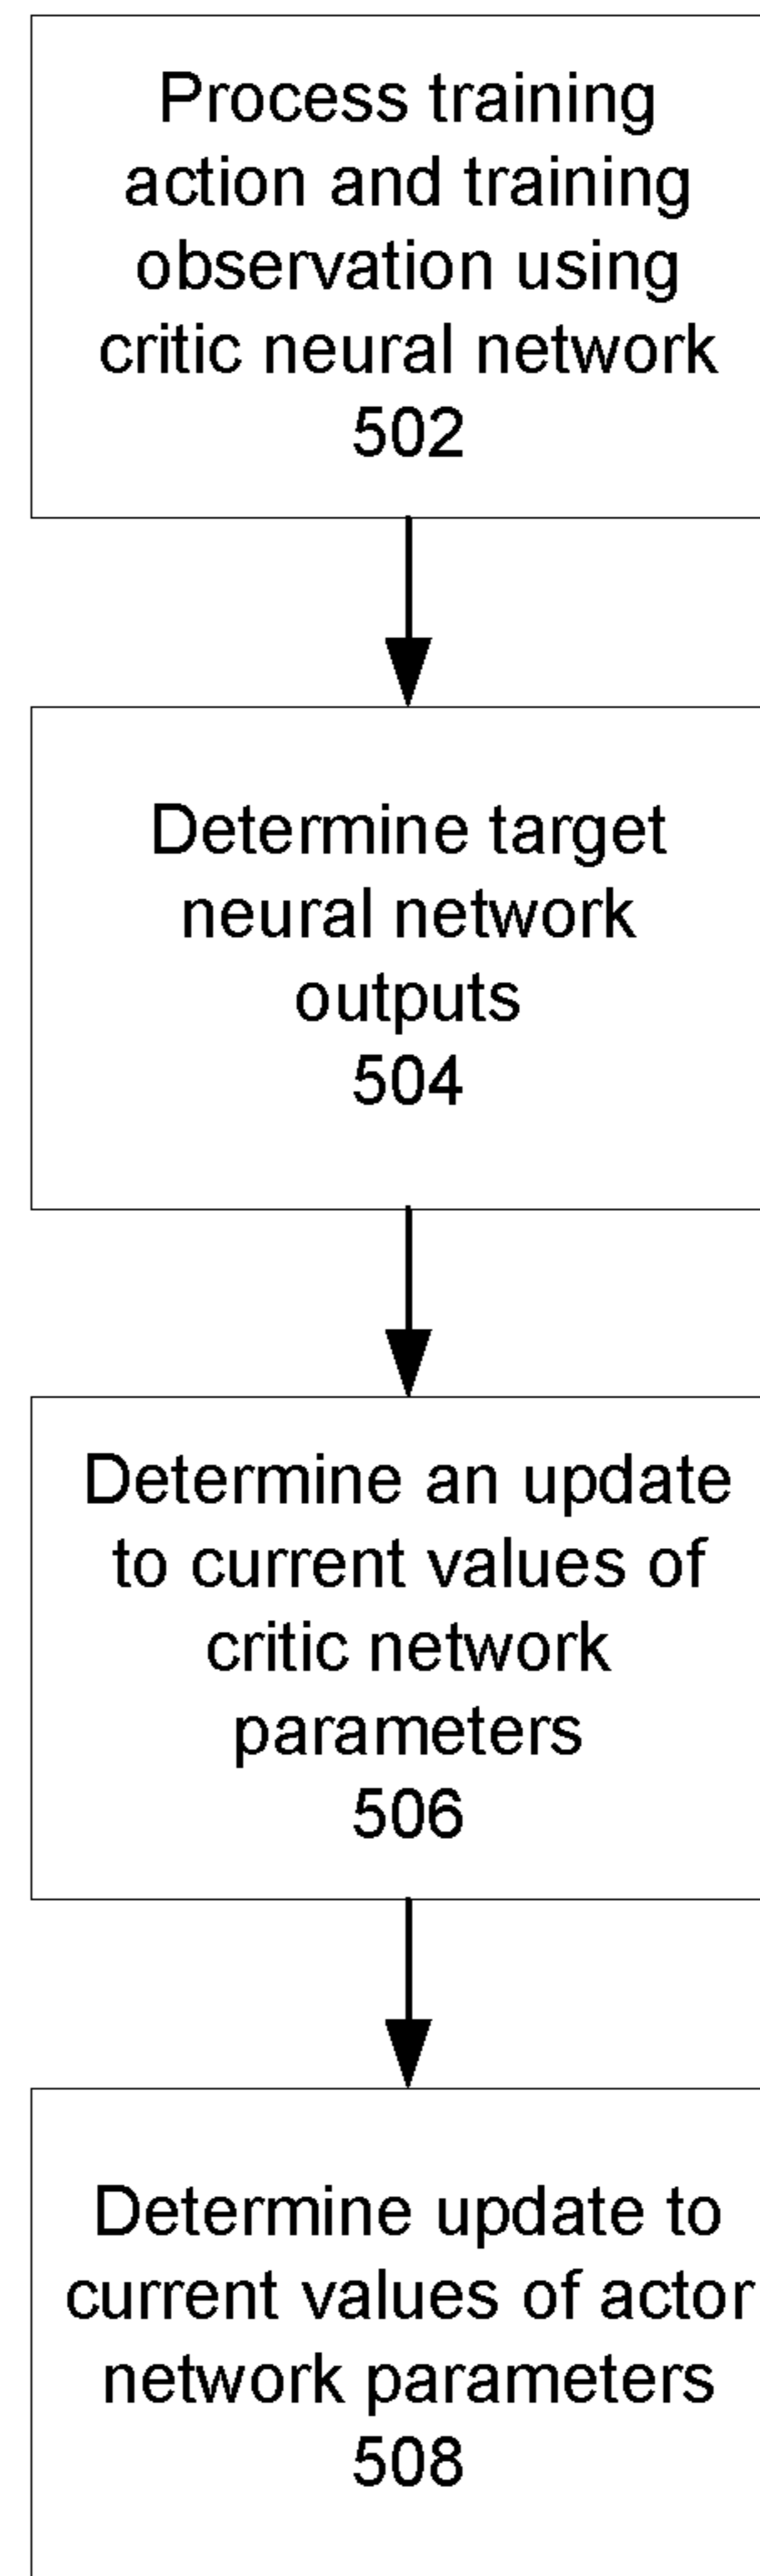 Process training
action and training
observation using
critic neural network
502
Determine target
neural network
outputs
504
Determine an update
to current values of
critic network
parameters
506
Determine update to
current values of actor
network parameters
508